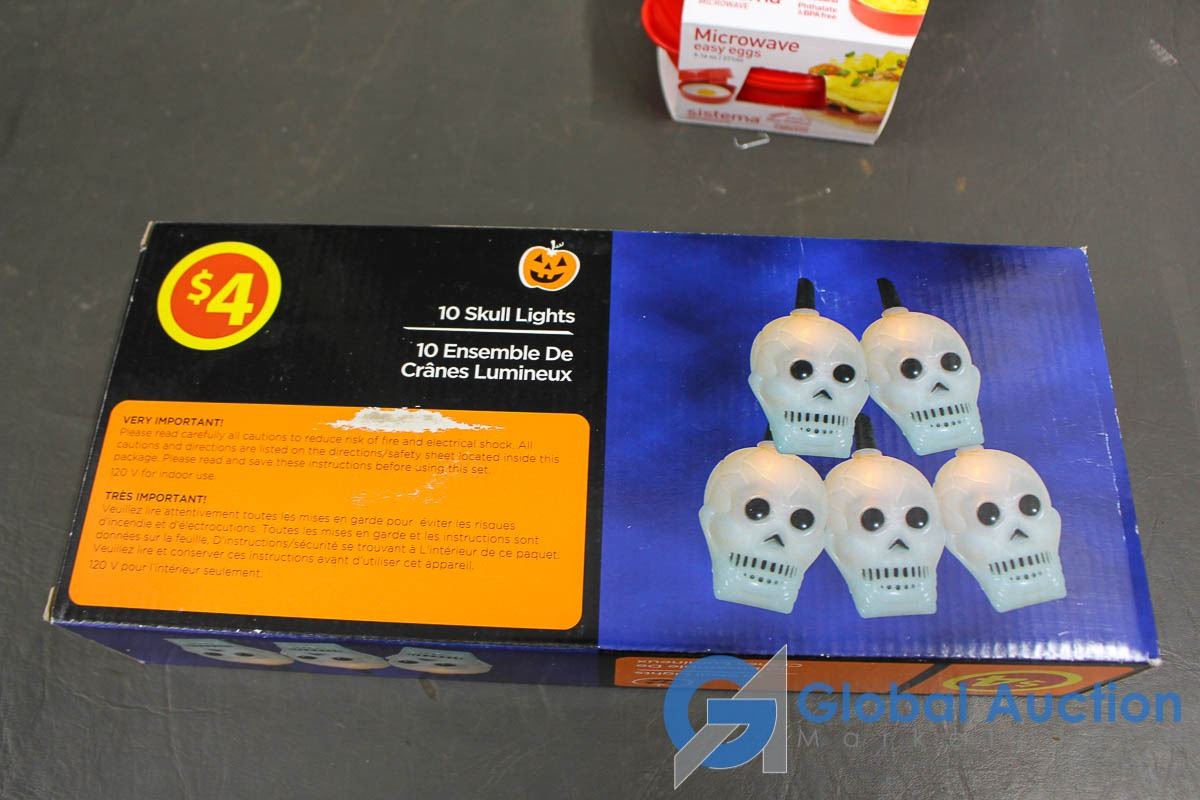 MICROWAVE
Phthalate
& BPA free
Microwave
easy eggs
sistema
$4
10 Skull Lights
10 Ensemble De
Crânes Lumineux
VERY IMPORTANT!
Please read carefully all cautions to reduce risk of fire and electrical shock. All
cautions and directions are listed on the directions/safety sheet located inside this
package. Please read and save these instructions before using this set.
120 V for indoor use.
TRÈS IMPORTANT!
Veuillez lire attentivement toutes les mises en garde pour éviter les risques
d'incendie et d'électrocutions. Toutes les mises en garde et les instructions sont
données sur la feuille. D'instructions/sécurité se trouvant à L'intérieur de ce paquet.
Veuillez lire et conserver ces instructions avant d'utiliser cet appareil.
120 V pour l'intérieur seulement.
$4
Global Auction
Market